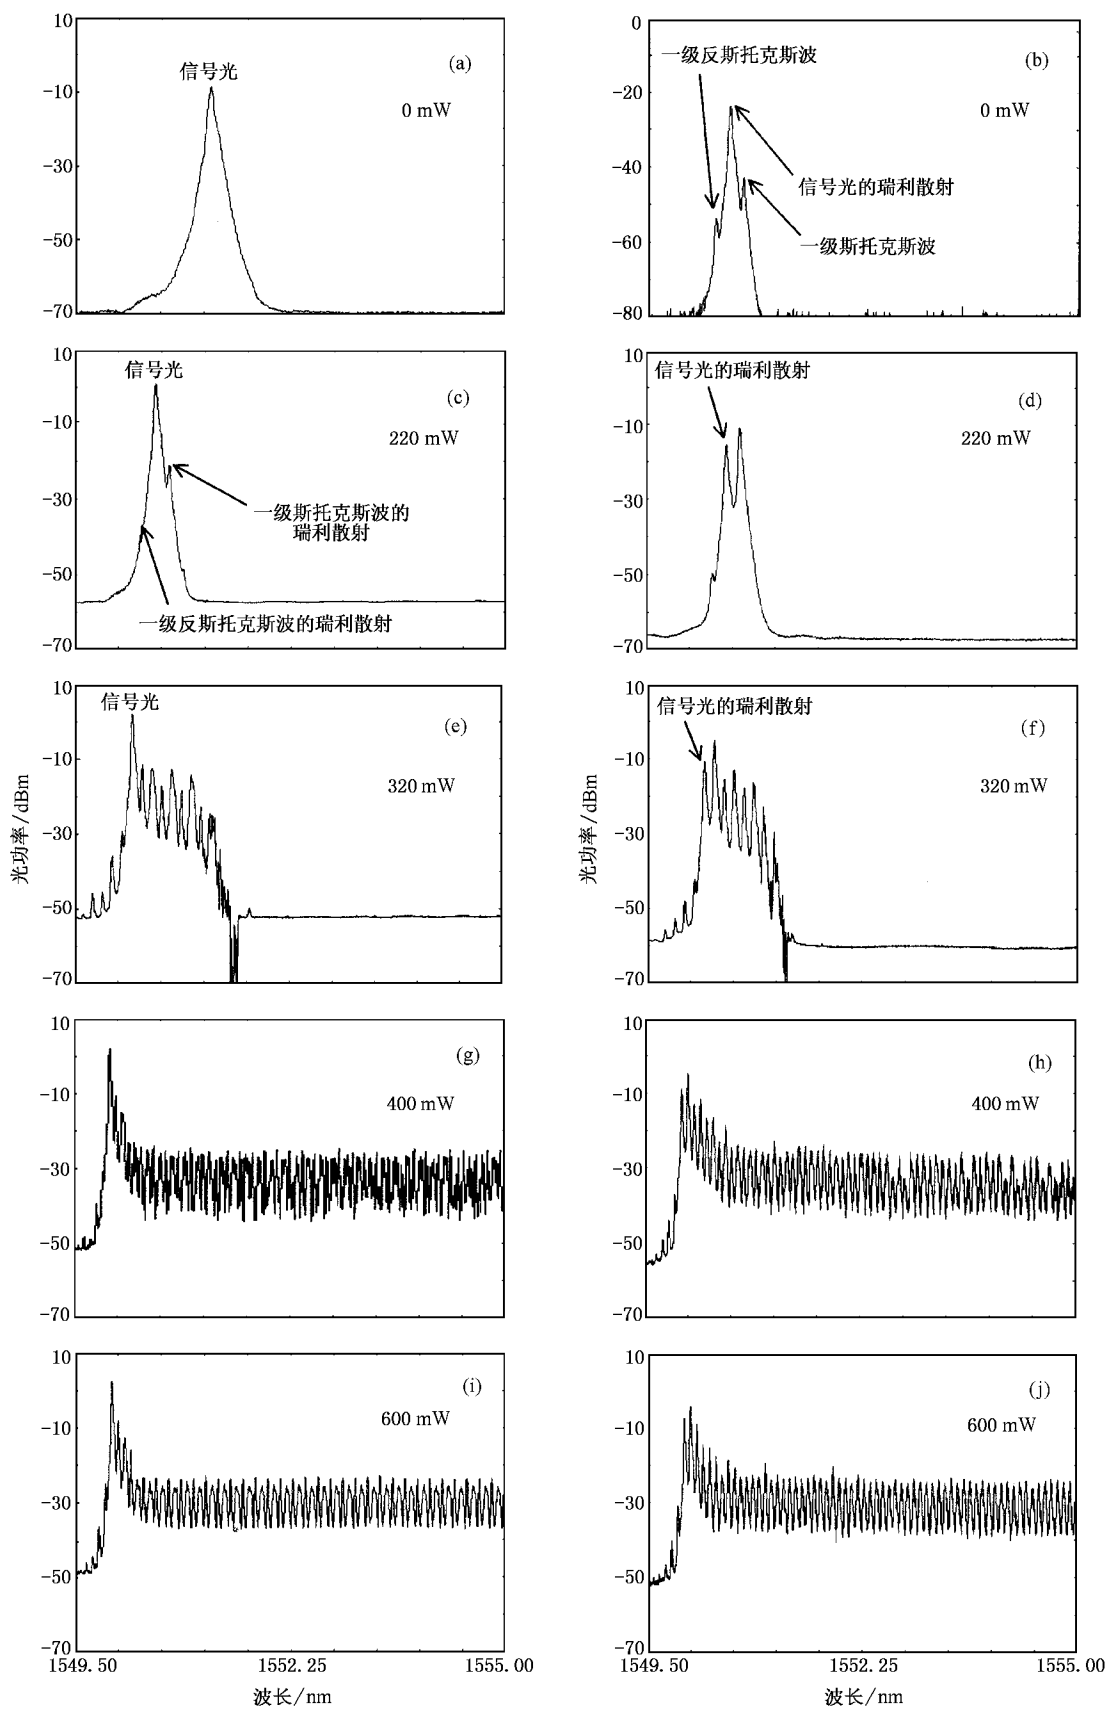 10
-10
-30
-50
-70
信号光
(a)
0 mW
0
-20
-40
-60
-80
一级反斯托克斯波
(b)
0 mW
信号光的瑞利散射
一级斯托克斯波
10
-10
-30
-50
-70
信号光
(c)
220 mW
一级斯托克斯波的
瑞利散射
一级反斯托克斯波的瑞利散射
10
-10
-30
-50
-70
信号光的瑞利散射
(d)
220 mW
10
-10
-30
-50
-70
光功率/dBm
信号光
(e)
320 mW
10
-10
-30
-50
-70
光功率/dBm
信号光的瑞利散射
(f)
320 mW
10
-10
-30
-50
-70
(g)
400 mW
10
-10
-30
-50
-70
(h)
400 mW
10
-10
-30
-50
-70
(i)
600 mW
1549.50
1552.25
1555.00
波长/nm
10
-10
-30
-50
-70
(j)
600 mW
1549.50
1552.25
1555.00
波长/nm